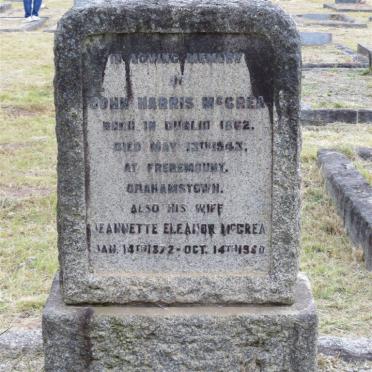 IN LOVING MEMORY
OF
JOHN HARRIS McCREA
BORN IN DUBLIN 1862.
DIED MAY 13TH 1943,
AT FREREMOUNT,
GRAHAMSTOWN.
ALSO HIS WIFE
JEANNETTE ELEANOR McCREA
JAN. 14TH 1872 - OCT. 14TH